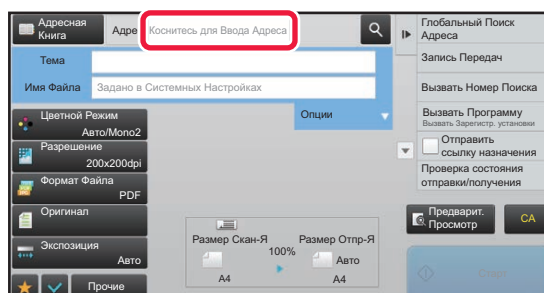 Адресная
Книга
Адре
Коснитесь для Ввода Адреса
Тема
Имя Файла
Задано в Системных Настройках
Опции
Цветной Режим
Авто/Mono2
Разрешение
200x200dpi
Формат Файла
PDF
Оригинал
Экспозиция
Авто
Прочие
Размер Скан-Я
100%
Размер Отпр-Я
A4
Авто
A4
Глобальный Поиск
Адреса
Запись Передач
Вызвать Номер Поиска
Вызвать Программу
Вызвать Зарегистр. установки
Отправить
ссылку назначения
Проверка состояния
отправки/получения
Предварит.
Просмотр
CA
Старт